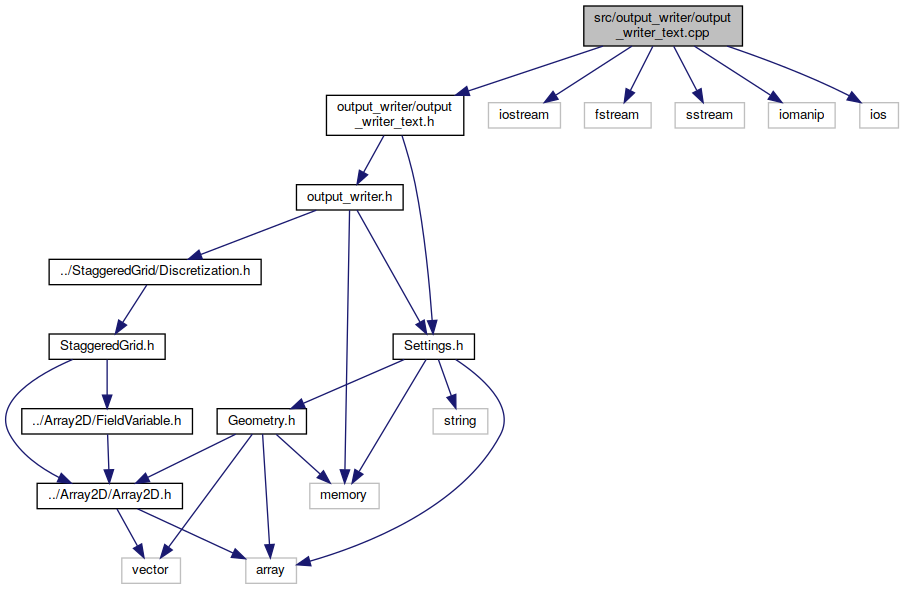 src/output_writer/output
_writer_text.cpp
output_writer/output
_writer_text.h
iostream
fstream
sstream
iomanip
ios
output_writer.h
../StaggeredGrid/Discretization.h
StaggeredGrid.h
Settings.h
../Array2D/FieldVariable.h
Geometry.h
string
../Array2D/Array2D.h
memory
vector
array